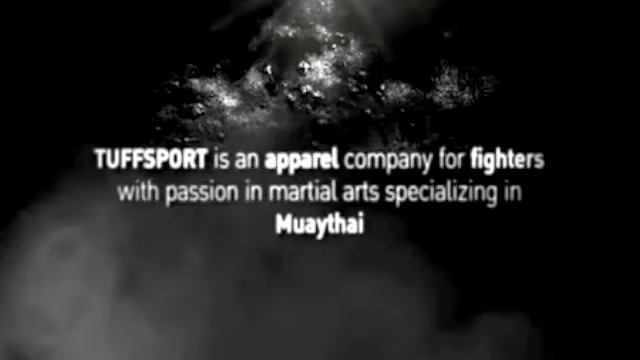 TUFFSPORT is an apparel company for fighters
with passion in martial arts specializing in
Muaythai